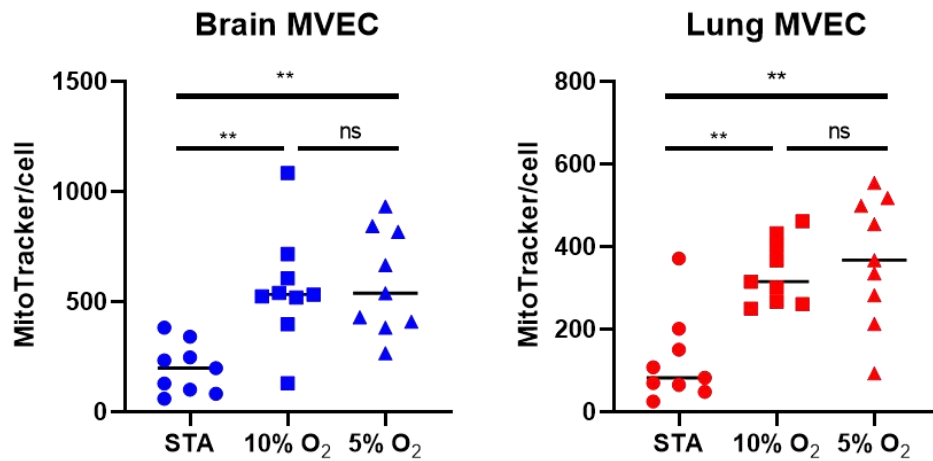 Brain MVEC
MitoTracker/cell
1500
1000
500
0
**
**
ns
STA
10% O₂
5% O₂
Lung MVEC
MitoTracker/cell
800
600
400
200
0
**
**
ns
STA
10% O₂
5% O₂